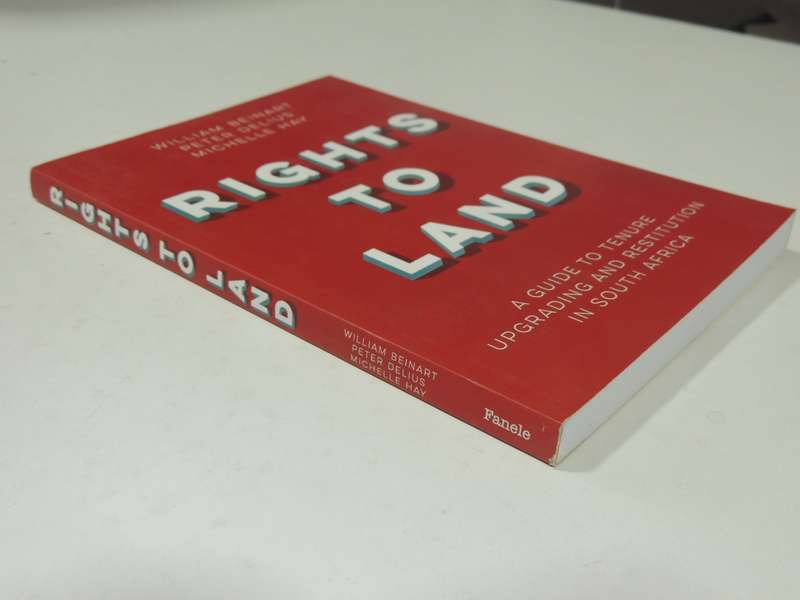 WILLIAM BEINART
PETER DELIUS
MICHELLE HAY
RIGHTS
TO
LAND
A GUIDE TO TENURE
UPGRADING AND RESTITUTION
IN SOUTH AFRICA
RIGHTS TO LAND
WILLIAM BEINART
PETER DELIUS
MICHELLE HAY
Fanele